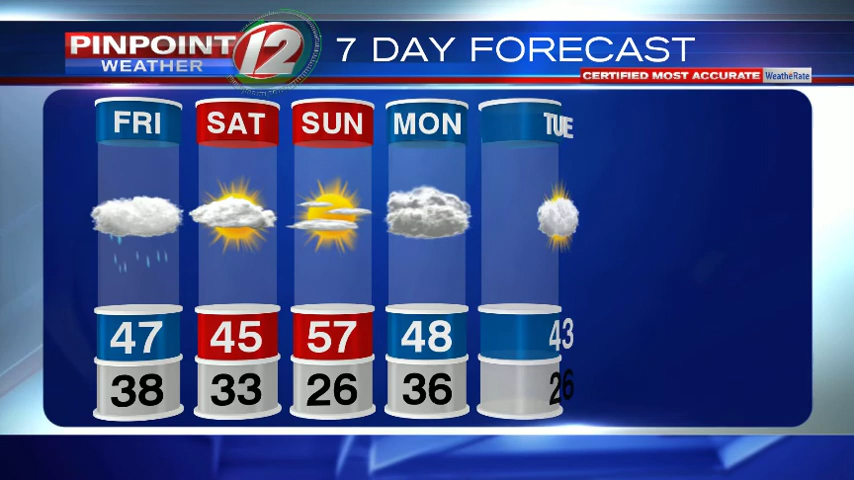 PINPOINT 12 7 DAY FORECAST
WEATHER
CERTIFIED MOST ACCURATE WeatheRate
FRI SAT SUN MON TUE
47 45 57 48 43
38 33 26 36 26